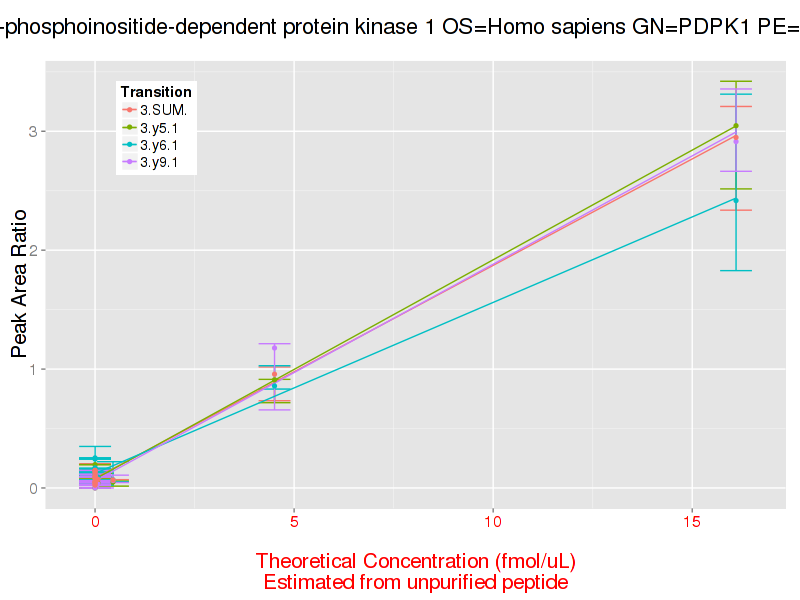 -phosphoinositide-dependent protein kinase 1 OS=Homo sapiens GN=PDPK1 PE=
Transition
3.SUM.
3.y5.1
3.y6.1
3.y9.1
Peak Area Ratio
3
2
1
0
0 5 10 15
Theoretical Concentration (fmol/uL)
Estimated from unpurified peptide